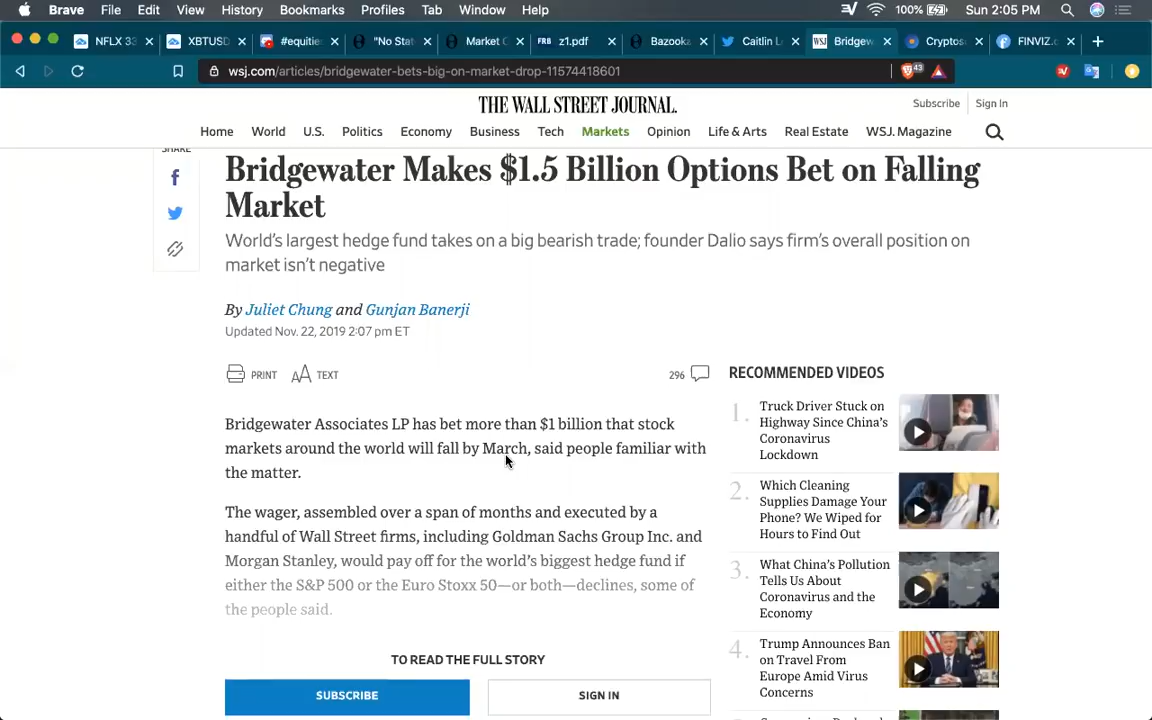 Brave File Edit View History Bookmarks Profiles Tab Window Help 100% Sun 2:05 PM
NFLX 33 XBTUSD #equities "No Stat Market C FRB z1.pdf Bazooka Caitlin L WSJ Bridgew Cryptos FINVIZ.c
wsj.com/articles/bridgewater-bets-big-on-market-drop-11574418601 43
THE WALL STREET JOURNAL.
Subscribe Sign In
Home World U.S. Politics Economy Business Tech Markets Opinion Life & Arts Real Estate WSJ. Magazine
SHARE
Bridgewater Makes $1.5 Billion Options Bet on Falling
Market
World's largest hedge fund takes on a big bearish trade; founder Dalio says firm's overall position on
market isn't negative
By Juliet Chung and Gunjan Banerji
Updated Nov. 22, 2019 2:07 pm ET
PRINT AA TEXT 296
Bridgewater Associates LP has bet more than $1 billion that stock
markets around the world will fall by March, said people familiar with
the matter.
The wager, assembled over a span of months and executed by a
handful of Wall Street firms, including Goldman Sachs Group Inc. and
Morgan Stanley, would pay off for the world's biggest hedge fund if
either the S&P 500 or the Euro Stoxx 50—or both—declines, some of
the people said.
TO READ THE FULL STORY
SUBSCRIBE SIGN IN
RECOMMENDED VIDEOS
1. Truck Driver Stuck on
Highway Since China's
Coronavirus
Lockdown
2. Which Cleaning
Supplies Damage Your
Phone? We Wiped for
Hours to Find Out
3. What China's Pollution
Tells Us About
Coronavirus and the
Economy
4. Trump Announces Ban
on Travel From
Europe Amid Virus
Concerns